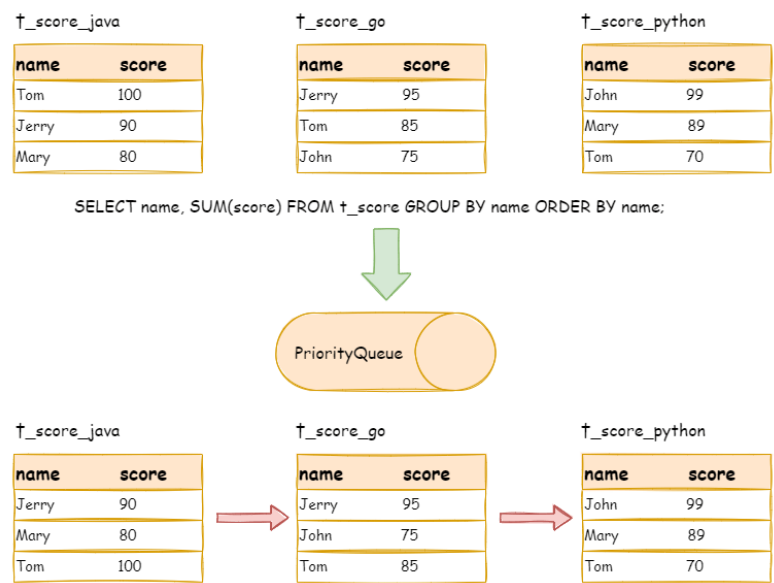 t_score_java t_score_go t_score_python
name score name score name score
Tom 100 Jerry 95 John 99
Jerry 90 Tom 85 Mary 89
Mary 80 John 75 Tom 70
SELECT name, SUM(score) FROM t_score GROUP BY name ORDER BY name;
PriorityQueue
t_score_java t_score_go t_score_python
name score name score name score
Jerry 90 Jerry 95 John 99
Mary 80 John 75 Mary 89
Tom 100 Tom 85 Tom 70